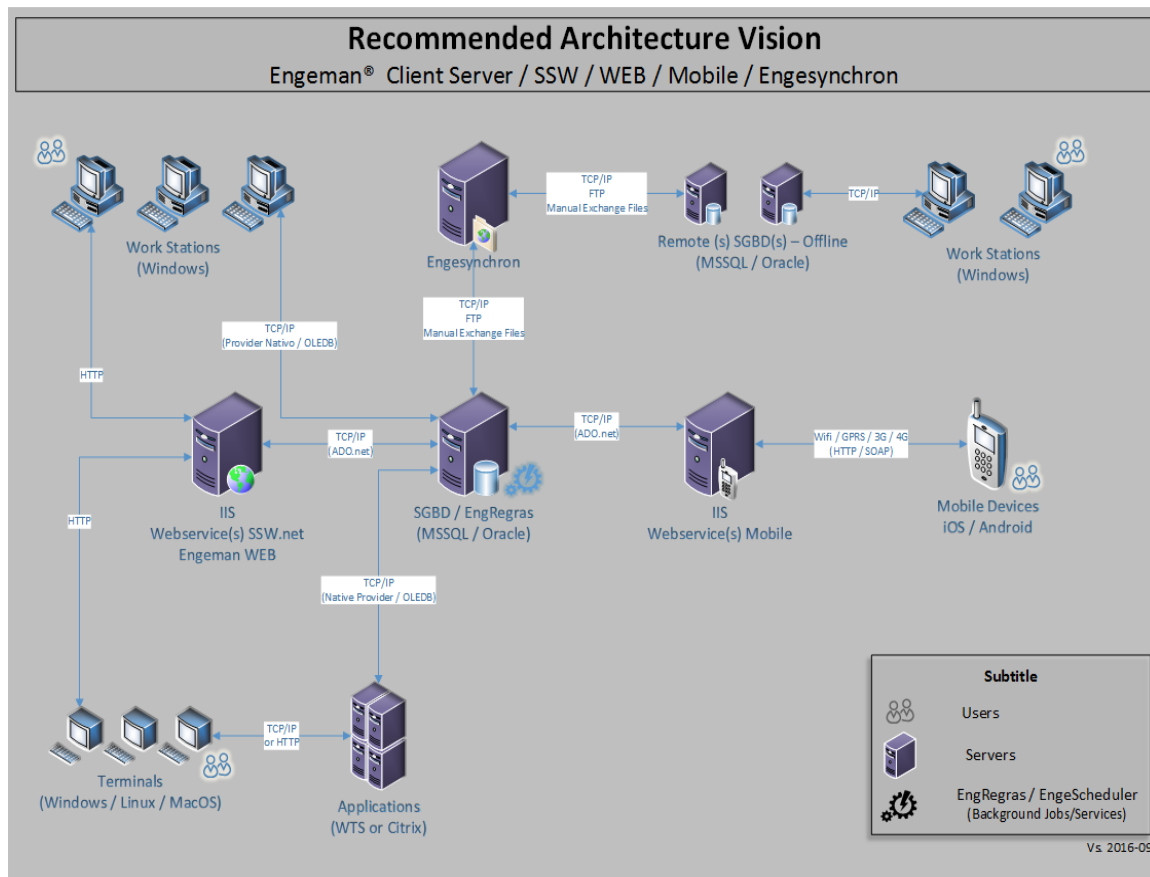 Recommended Architecture Vision
Engeman® Client Server / SSW / WEB / Mobile / Engesynchron
Work Stations
(Windows)
TCP/IP
FTP
Manual Exchange Files
Engesynchron
Remote (s) SGBD(s) – Offline
(MSSQL / Oracle)
TCP/IP
Work Stations
(Windows)
TCP/IP
FTP
Manual Exchange Files
TCP/IP
(Provider Nativo / OLEDB)
HTTP
TCP/IP
(ADO.net)
TCP/IP
(ADO.net)
Wifi / GPRS / 3G / 4G
(HTTP / SOAP)
IIS
Webservice(s) SSW.net
Engeman WEB
SGBD / EngRegras
(MSSQL / Oracle)
IIS
Webservice(s) Mobile
Mobile Devices
iOS / Android
HTTP
TCP/IP
(Native Provider / OLEDB)
TCP/IP
or HTTP
Terminals
(Windows / Linux / MacOS)
Applications
(WTS or Citrix)
Subtitle
Users
Servers
EngRegras / EngeScheduler
(Background Jobs/Services)
Vs. 2016-09